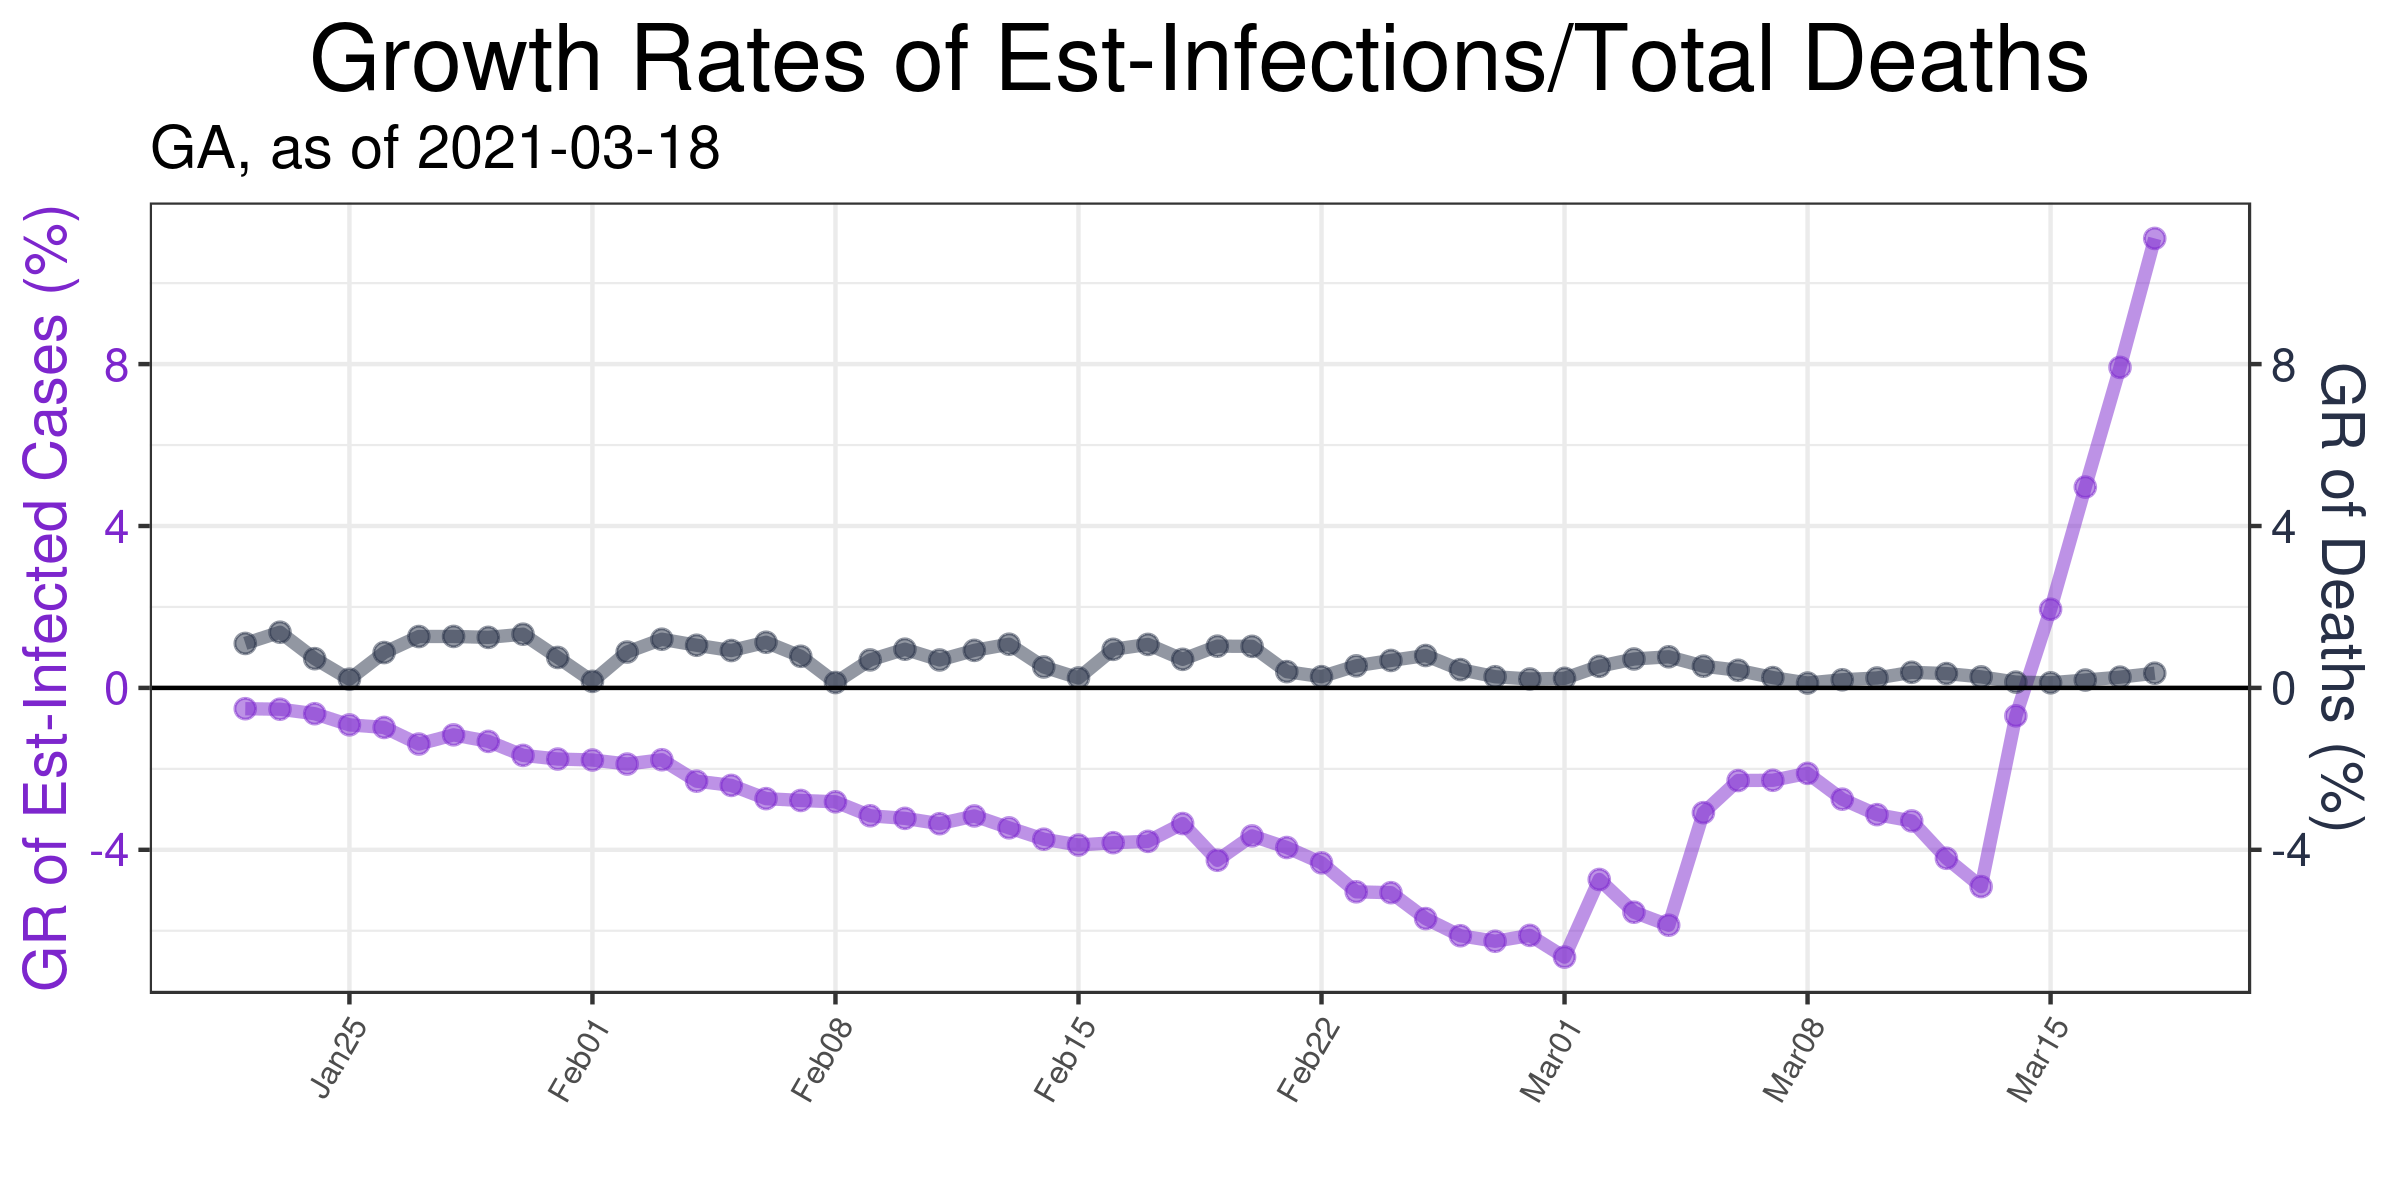 Growth Rates of Est-Infections/Total Deaths
GA, as of 2021-03-18
GR of Est-Infected Cases (%)
8
4
0
-4
8
4
0
-4
GR of Deaths (%)
Jan25
Feb01
Feb08
Feb15
Feb22
Mar01
Mar08
Mar15